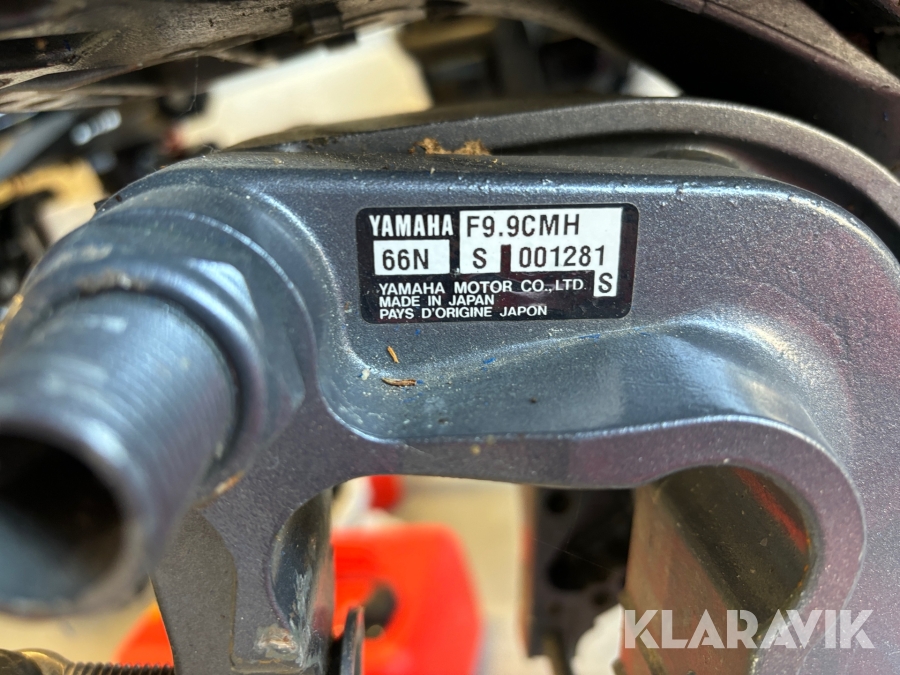 YAMAHA F9.9CMH
66N S 001281
YAMAHA MOTOR CO.,LTD. S
MADE IN JAPAN
PAYS D'ORIGINE JAPON
KLARAVIK